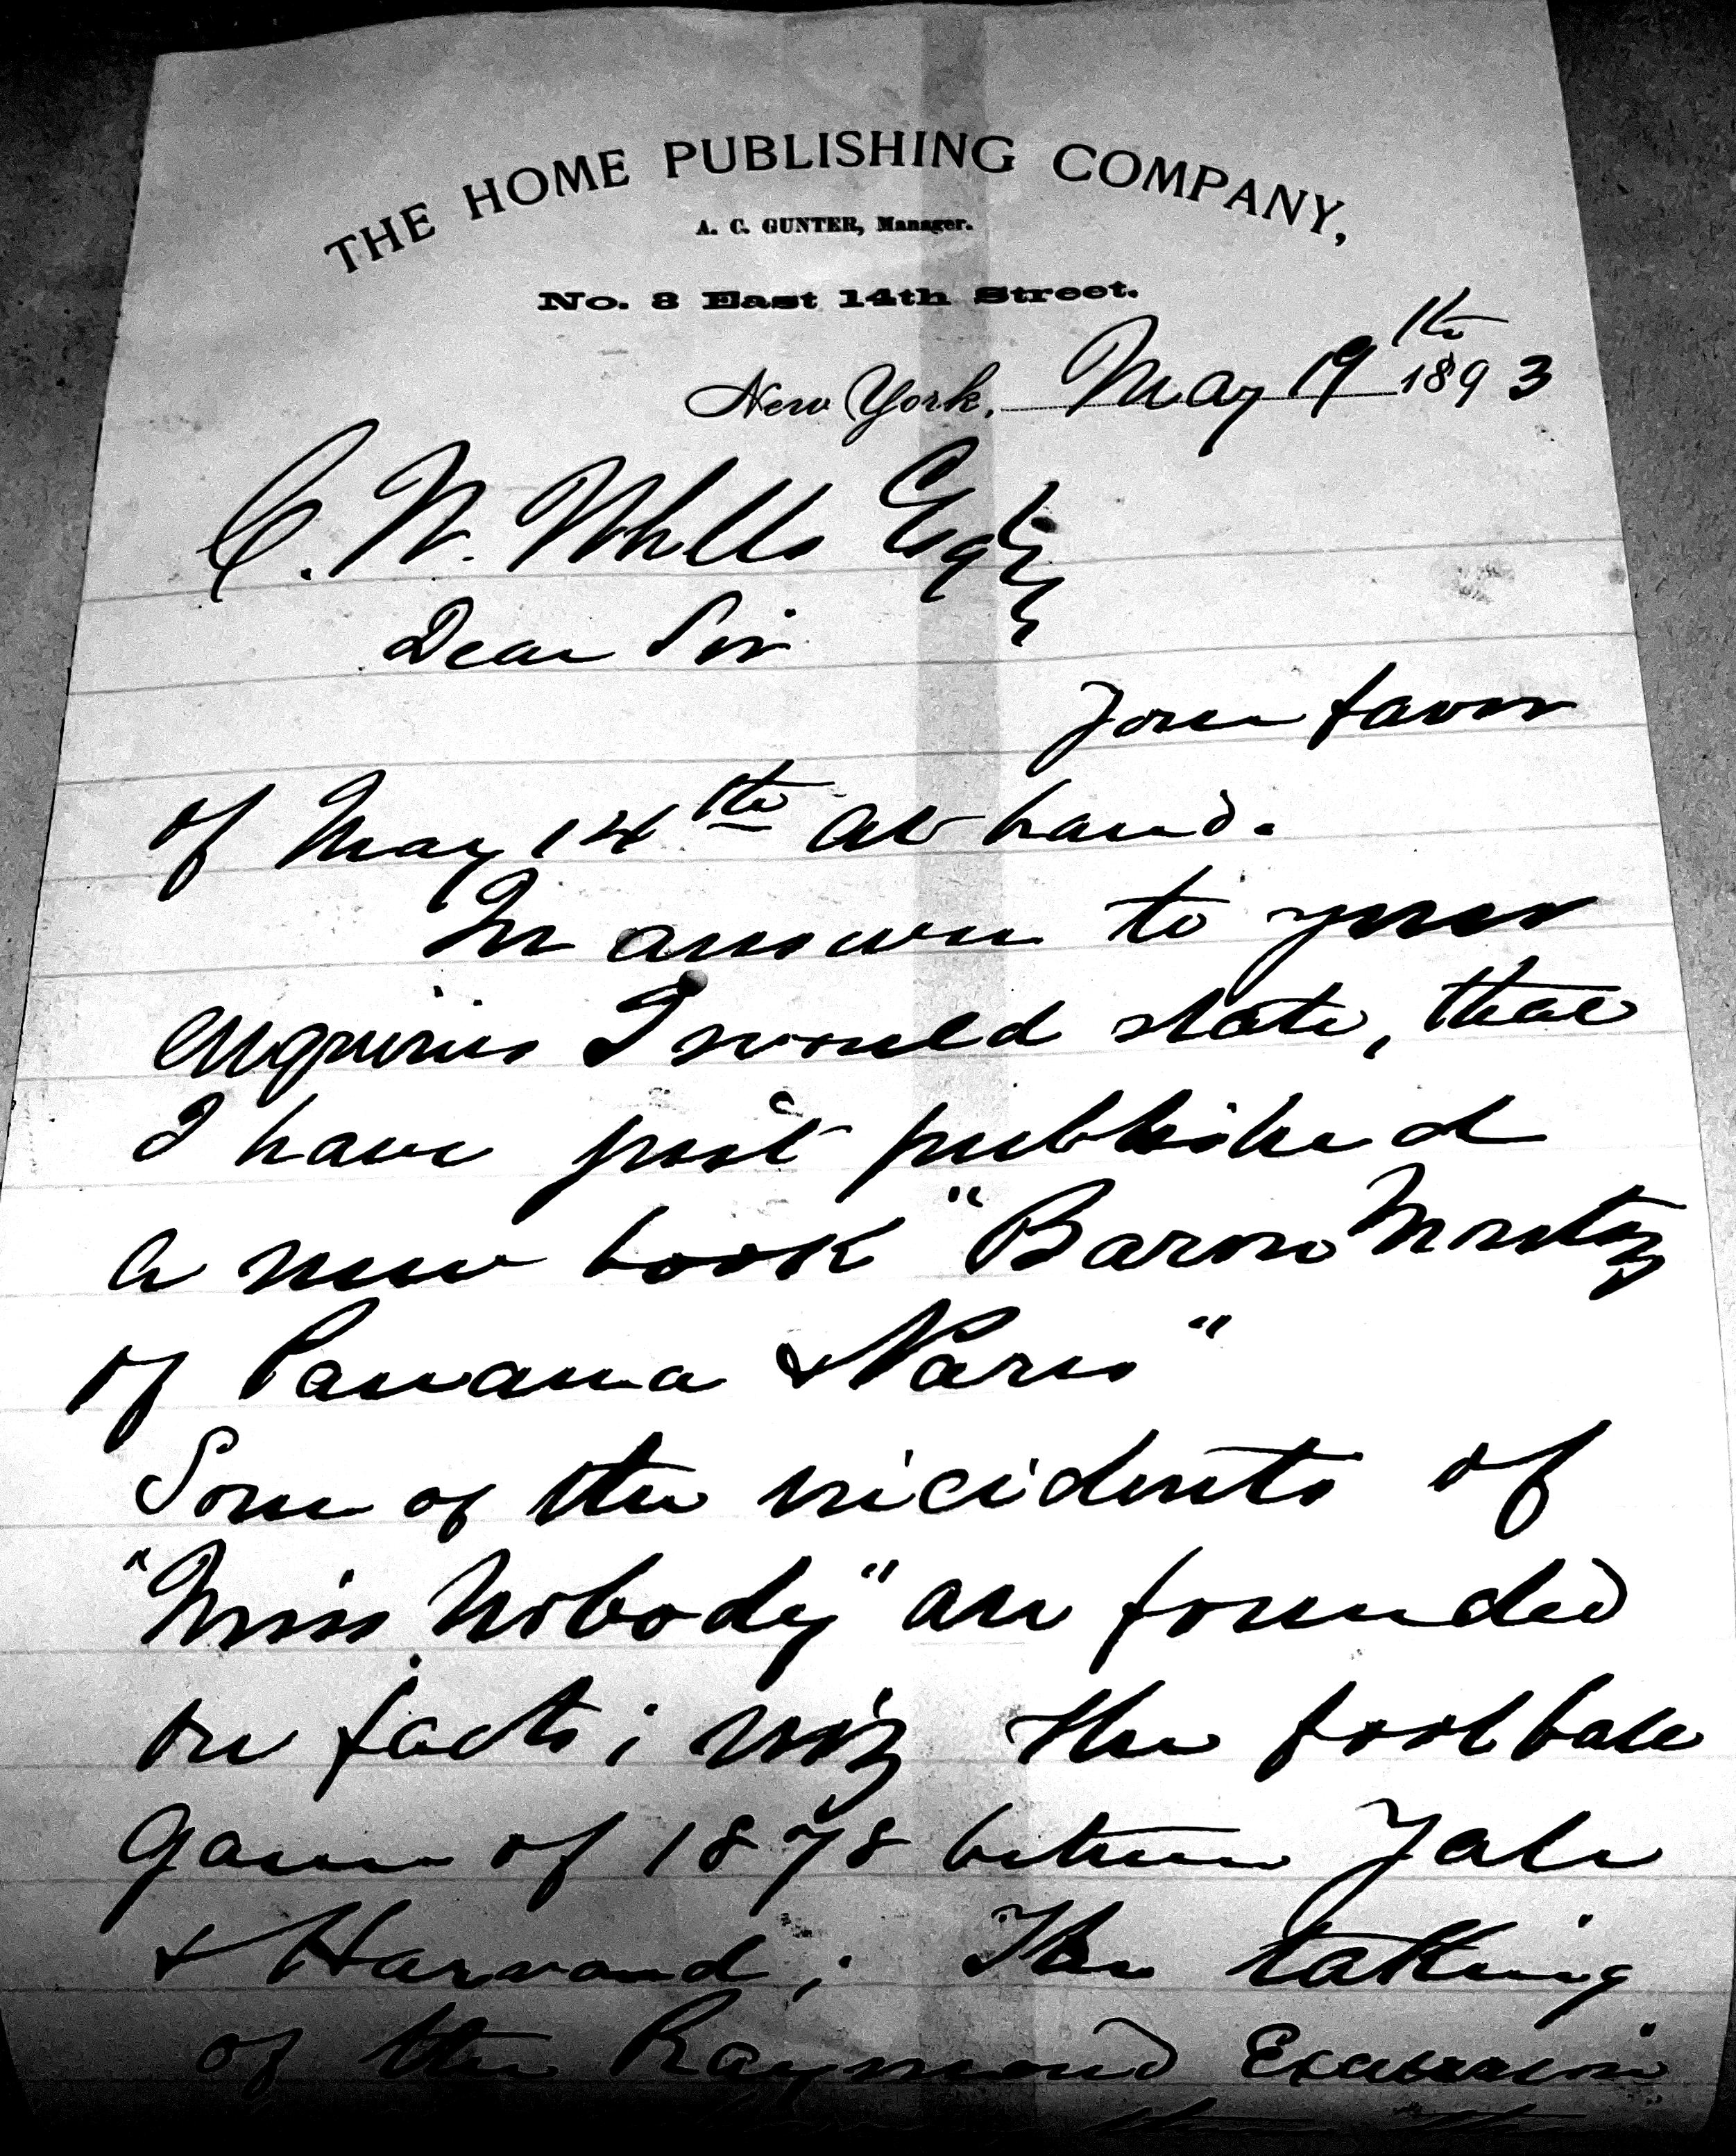 THE HOME PUBLISHING COMPANY,
A. C. GUNTER, Manager.
No. 3 East 14th Street.
New York, May 19th 1893
C. W. Esq
Dear Sir
Your favor
of May 14th at hand.
In answer to your
enquiries I would state, that
I have just published
a new book "Baron Montez
of Panama & Paris"
Some of the incidents of
"Miss Nobody" are founded
on facts; viz the foot ball
game of 1878 between Yale
& Harvard; The taking
of the Raymond Excursion